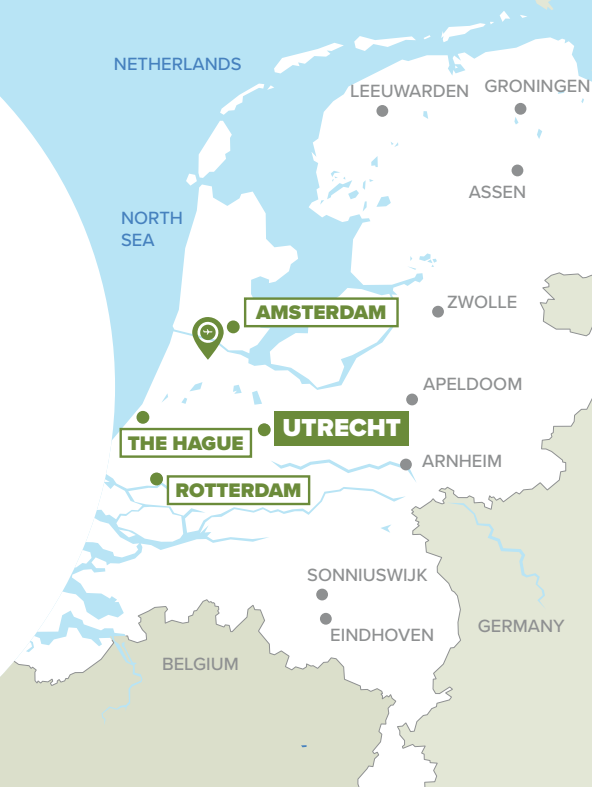 NETHERLANDS
LEEUWARDEN
GRONINGEN
ASSEN
NORTH
SEA
ZWOLLE
AMSTERDAM
APELDOOM
UTRECHT
THE HAGUE
ARNHEIM
ROTTERDAM
SONNIUSWIJK
EINDHOVEN
GERMANY
BELGIUM